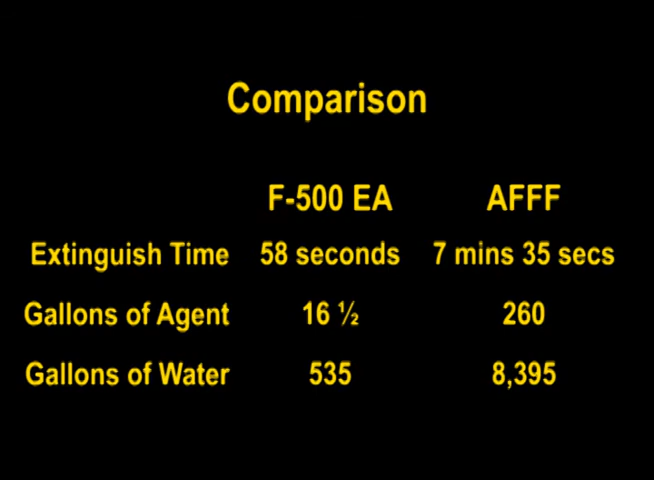 Comparison
F-500 EA AFFF
Extinguish Time 58 seconds 7 mins 35 secs
Gallons of Agent 16 ½ 260
Gallons of Water 535 8,395